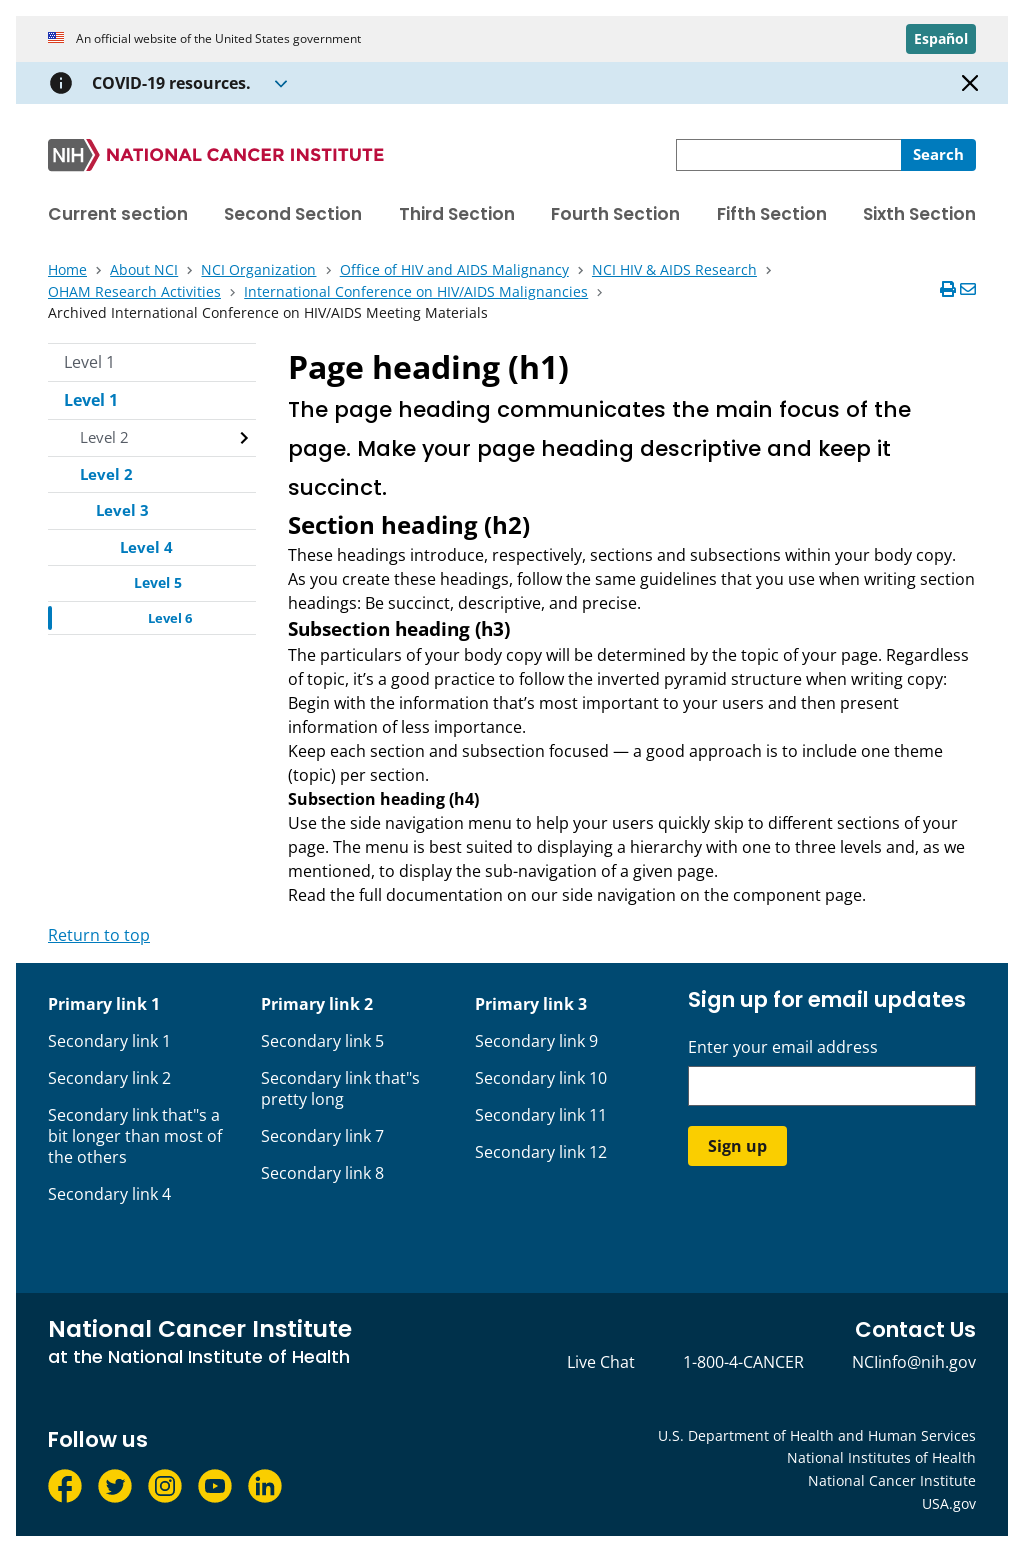 An official website of the United States government
Español
COVID-19 resources.
NIH NATIONAL CANCER INSTITUTE
Search
Current section Second Section Third Section Fourth Section Fifth Section Sixth Section
Home About NCI NCI Organization Office of HIV and AIDS Malignancy NCI HIV & AIDS Research
OHAM Research Activities International Conference on HIV/AIDS Malignancies
Archived International Conference on HIV/AIDS Meeting Materials
Level 1
Level 1
Level 2
Level 2
Level 3
Level 4
Level 5
Level 6
Page heading (h1)
The page heading communicates the main focus of the
page. Make your page heading descriptive and keep it
succinct.
Section heading (h2)
These headings introduce, respectively, sections and subsections within your body copy.
As you create these headings, follow the same guidelines that you use when writing section
headings: Be succinct, descriptive, and precise.
Subsection heading (h3)
The particulars of your body copy will be determined by the topic of your page. Regardless
of topic, it’s a good practice to follow the inverted pyramid structure when writing copy:
Begin with the information that’s most important to your users and then present
information of less importance.
Keep each section and subsection focused — a good approach is to include one theme
(topic) per section.
Subsection heading (h4)
Use the side navigation menu to help your users quickly skip to different sections of your
page. The menu is best suited to displaying a hierarchy with one to three levels and, as we
mentioned, to display the sub-navigation of a given page.
Read the full documentation on our side navigation on the component page.
Return to top
Primary link 1
Secondary link 1
Secondary link 2
Secondary link that"s a
bit longer than most of
the others
Secondary link 4
Primary link 2
Secondary link 5
Secondary link that"s
pretty long
Secondary link 7
Secondary link 8
Primary link 3
Secondary link 9
Secondary link 10
Secondary link 11
Secondary link 12
Sign up for email updates
Enter your email address
Sign up
National Cancer Institute
at the National Institute of Health
Contact Us
Live Chat 1-800-4-CANCER NCIinfo@nih.gov
Follow us
U.S. Department of Health and Human Services
National Institutes of Health
National Cancer Institute
USA.gov